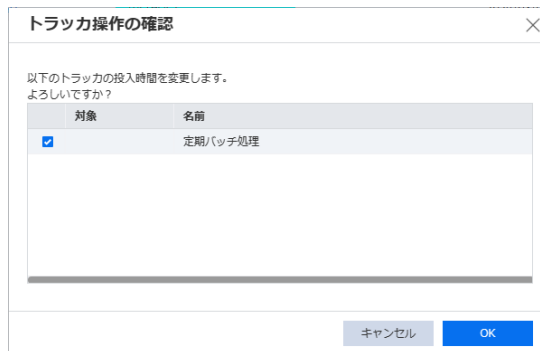 トラッカ操作の確認
以下のトラッカの投入時間を変更します。
よろしいですか？
対象 名前
定期バッチ処理
キャンセル OK